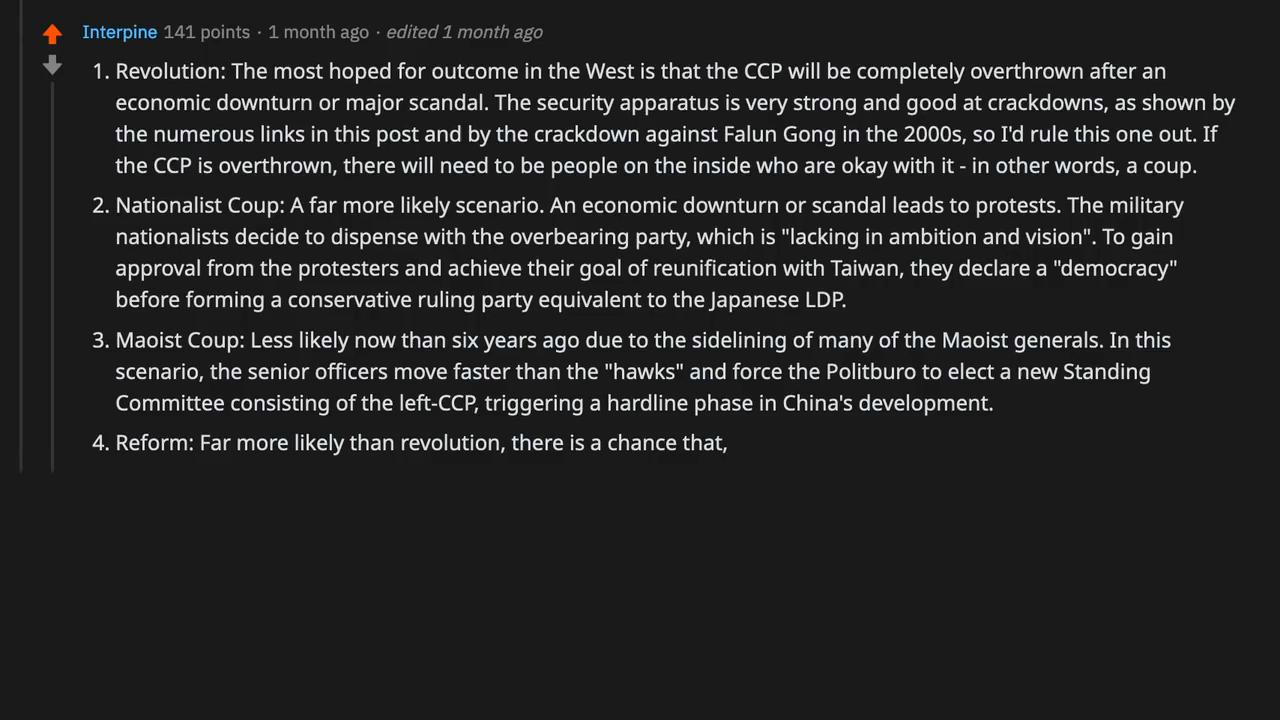 Interpine 141 points · 1 month ago · edited 1 month ago
1. Revolution: The most hoped for outcome in the West is that the CCP will be completely overthrown after an
economic downturn or major scandal. The security apparatus is very strong and good at crackdowns, as shown by
the numerous links in this post and by the crackdown against Falun Gong in the 2000s, so I'd rule this one out. If
the CCP is overthrown, there will need to be people on the inside who are okay with it - in other words, a coup.
2. Nationalist Coup: A far more likely scenario. An economic downturn or scandal leads to protests. The military
nationalists decide to dispense with the overbearing party, which is "lacking in ambition and vision". To gain
approval from the protesters and achieve their goal of reunification with Taiwan, they declare a "democracy"
before forming a conservative ruling party equivalent to the Japanese LDP.
3. Maoist Coup: Less likely now than six years ago due to the sidelining of many of the Maoist generals. In this
scenario, the senior officers move faster than the "hawks" and force the Politburo to elect a new Standing
Committee consisting of the left-CCP, triggering a hardline phase in China's development.
4. Reform: Far more likely than revolution, there is a chance that,